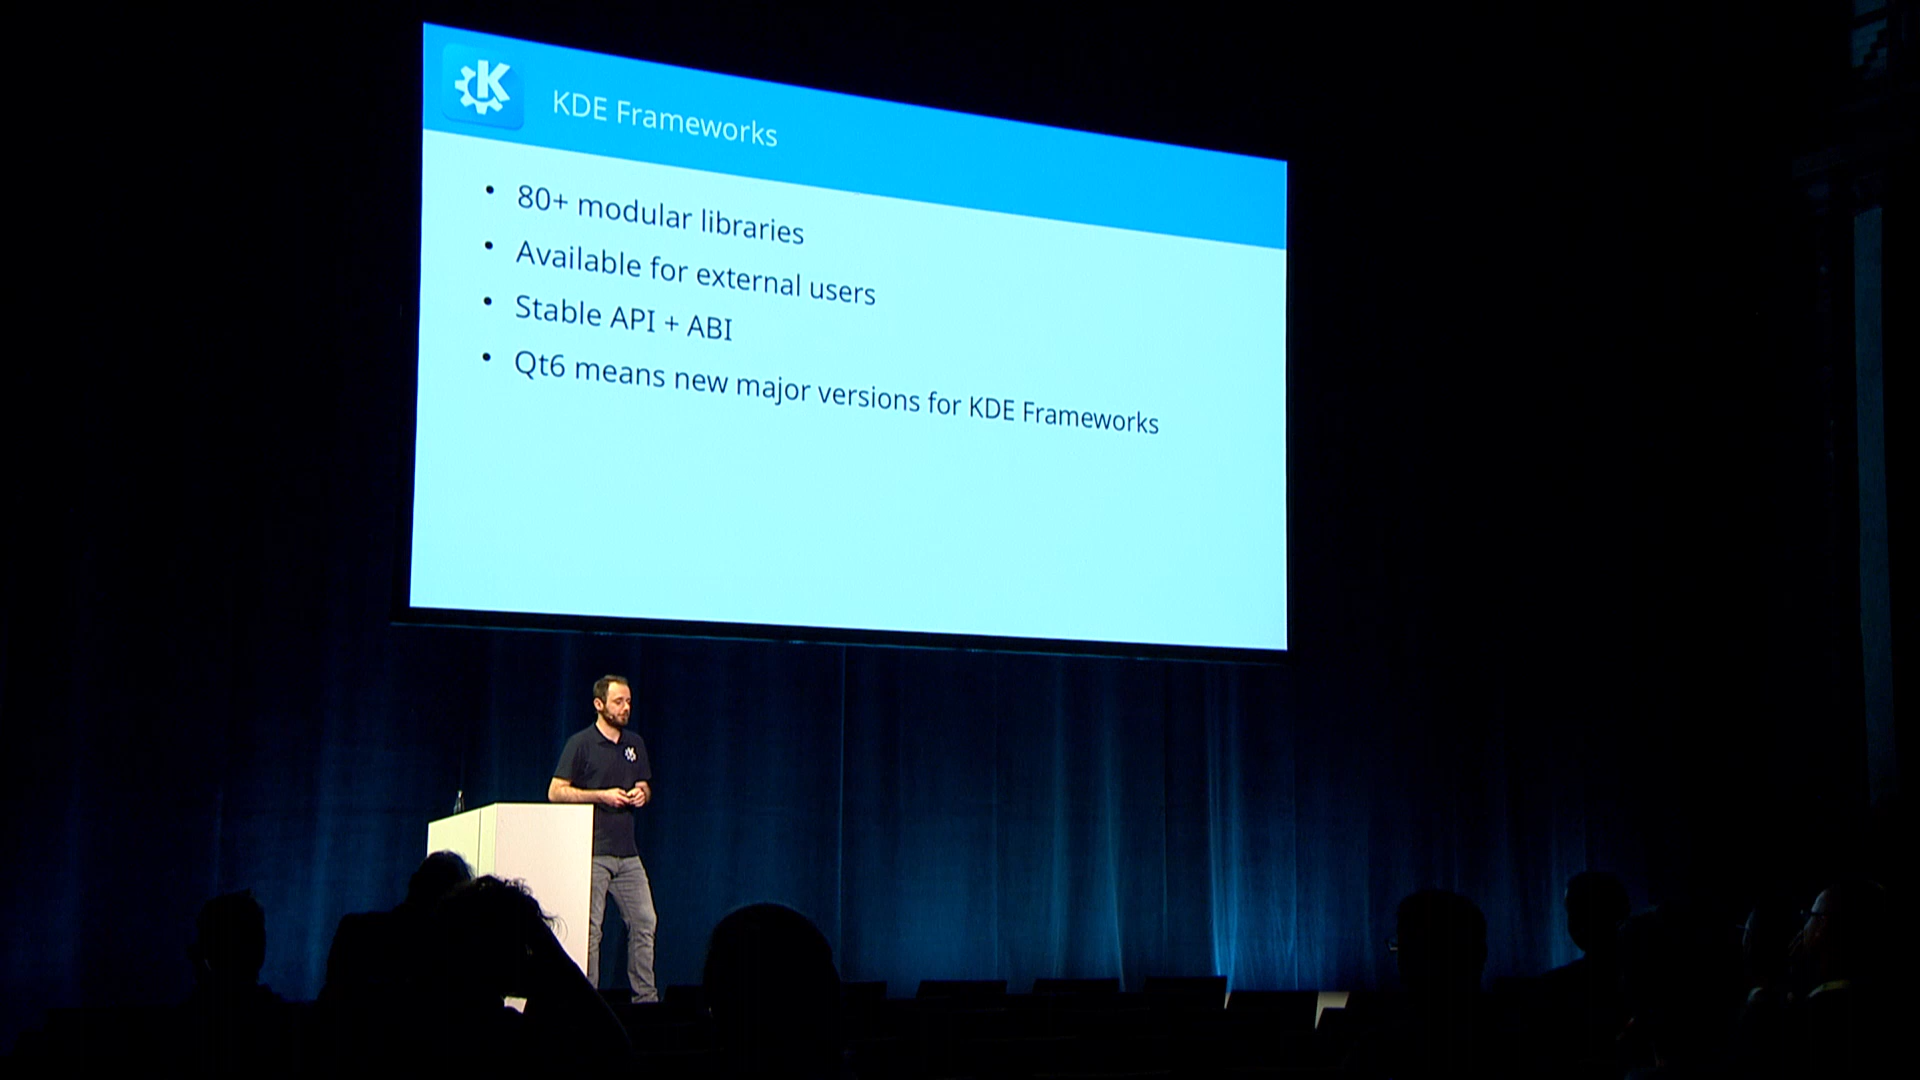 KDE Frameworks
• 80+ modular libraries
• Available for external users
• Stable API + ABI
• Qt6 means new major versions for KDE Frameworks